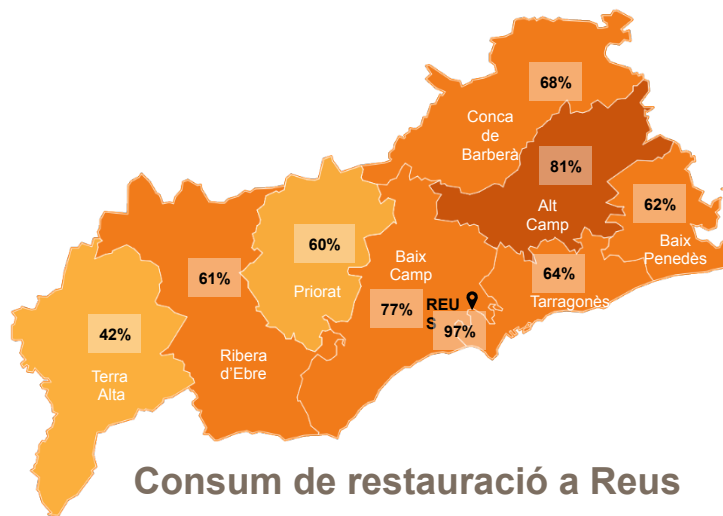 68%
Conca
de
Barberà
81%
Alt
Camp
62%
Baix
Penedès
60%
Priorat
Baix
Camp
61%
64%
Tarragonès
77%
REU
S
97%
42%
Ribera
d'Ebre
Terra
Alta
Consum de restauració a Reus